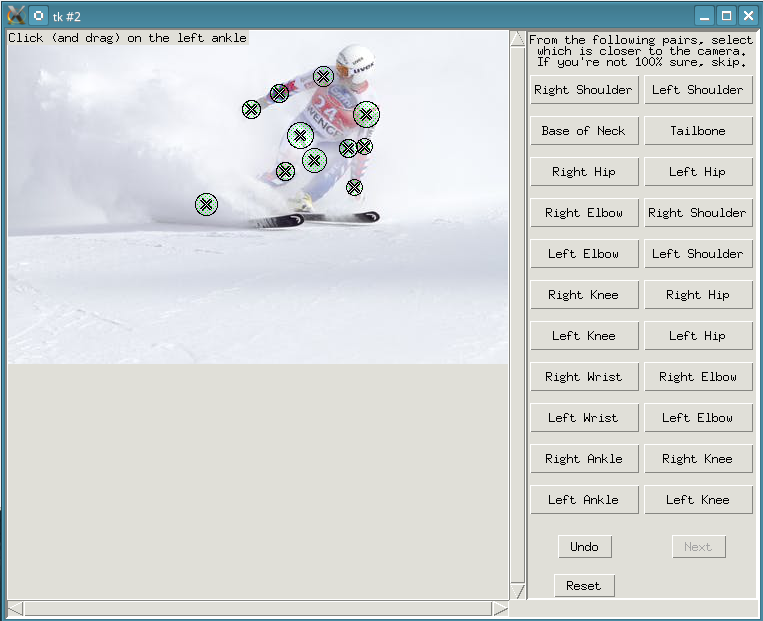 tk #2
Click (and drag) on the left ankle
From the following pairs, select
which is closer to the camera.
If you're not 100% sure, skip.
Right Shoulder Left Shoulder
Base of Neck Tailbone
Right Hip Left Hip
Right Elbow Right Shoulder
Left Elbow Left Shoulder
Right Knee Right Hip
Left Knee Left Hip
Right Wrist Right Elbow
Left Wrist Left Elbow
Right Ankle Right Knee
Left Ankle Left Knee
Undo Next
Reset
uvex
24
WENGEN